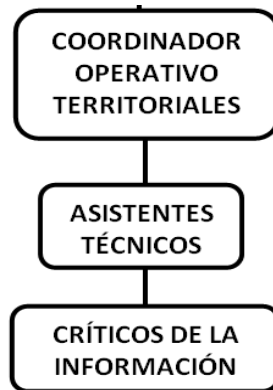 COORDINADOR
OPERATIVO
TERRITORIALES
ASISTENTES
TÉCNICOS
CRÍTICOS DE LA
INFORMACIÓN